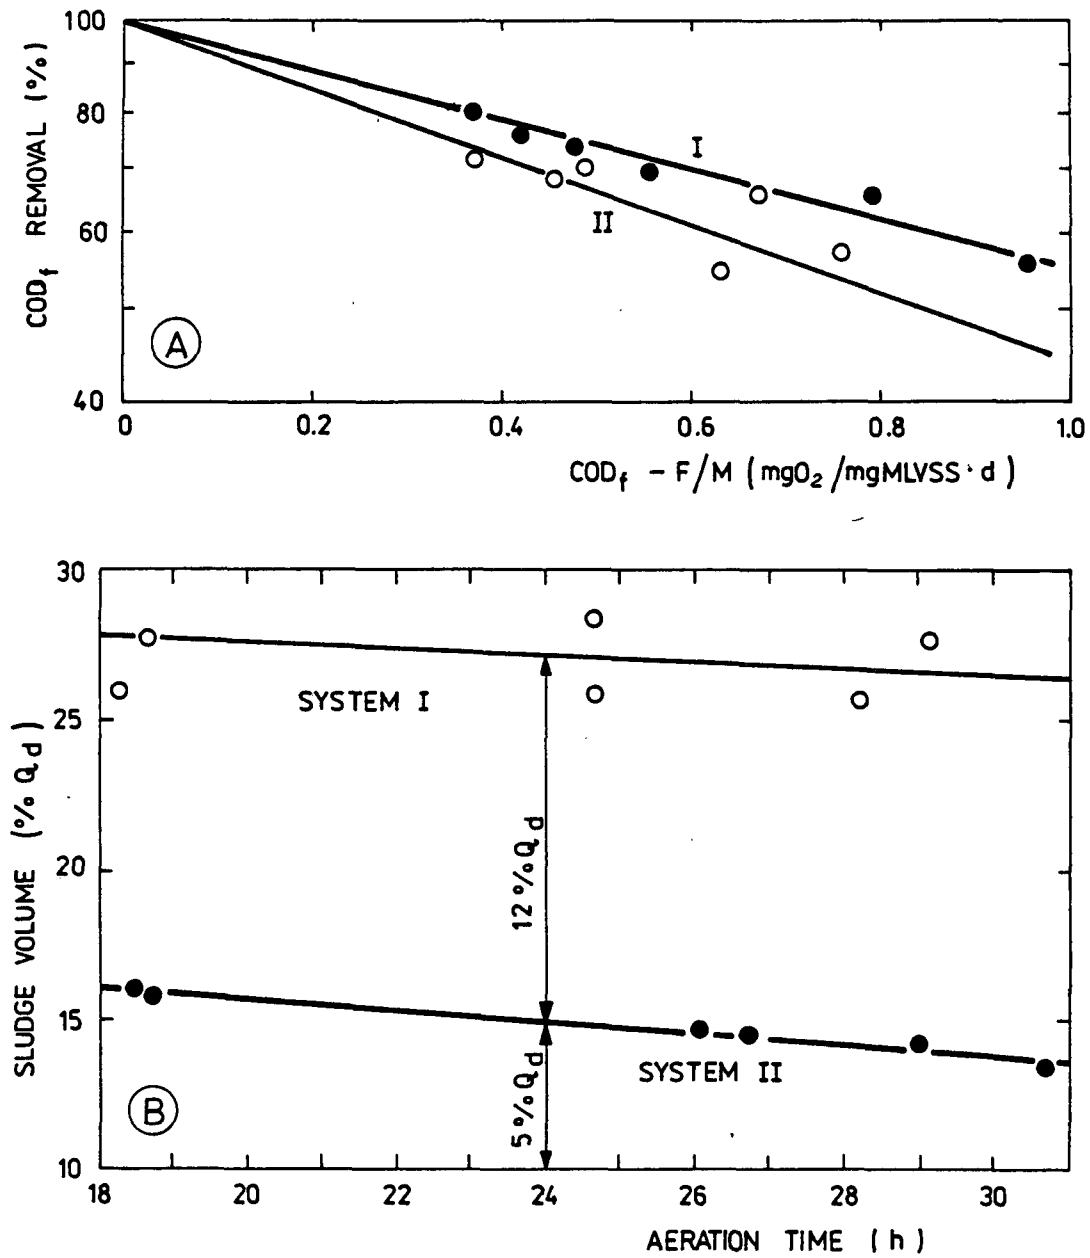 100
80
60
40
COD_f REMOVAL (%)
I
II
A
0
0.2
0.4
0.6
0.8
1.0
COD_f – F/M (mgO₂/mgMLVSS·d)
30
25
20
15
10
SLUDGE VOLUME (% Q_d)
SYSTEM I
12 % Q_d
SYSTEM II
5 % Q_d
B
18
20
22
24
26
28
30
AERATION TIME (h)